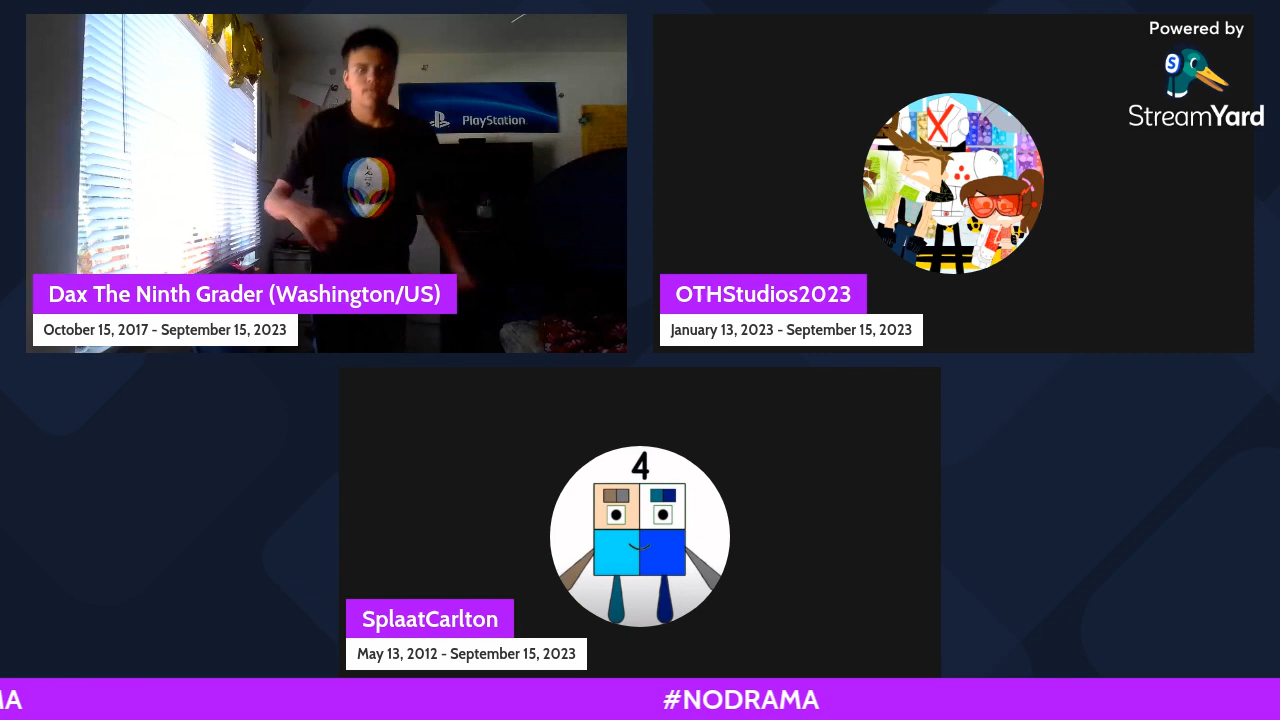 Powered by
StreamYard
PlayStation
Dax The Ninth Grader (Washington/US)
October 15, 2017 - September 15, 2023
OTHStudios2023
January 13, 2023 - September 15, 2023
4
SplaatCarlton
May 13, 2012 - September 15, 2023
MA
#NODRAMA